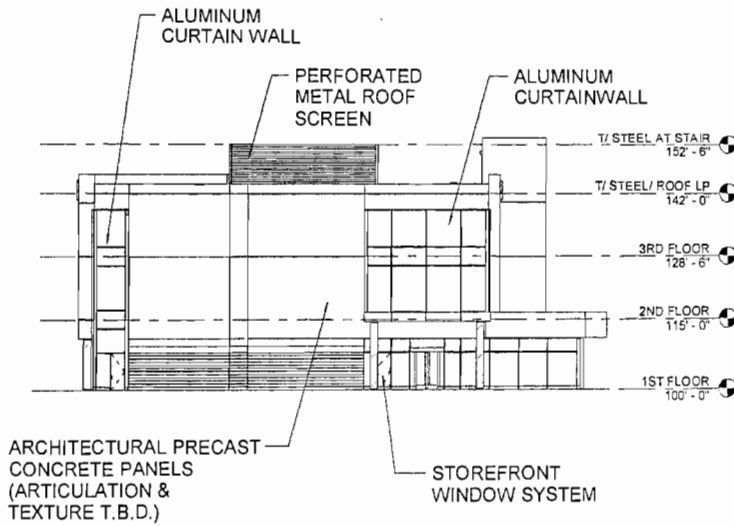 ALUMINUM
CURTAIN WALL
PERFORATED
METAL ROOF
SCREEN
ALUMINUM
CURTAINWALL
T/ STEEL AT STAIR
152' - 6"
T/ STEEL/ ROOF LP
142' - 0"
3RD FLOOR
128' - 6"
2ND FLOOR
115' - 0"
1ST FLOOR
100' - 0"
ARCHITECTURAL PRECAST
CONCRETE PANELS
(ARTICULATION &
TEXTURE T.B.D.)
STOREFRONT
WINDOW SYSTEM